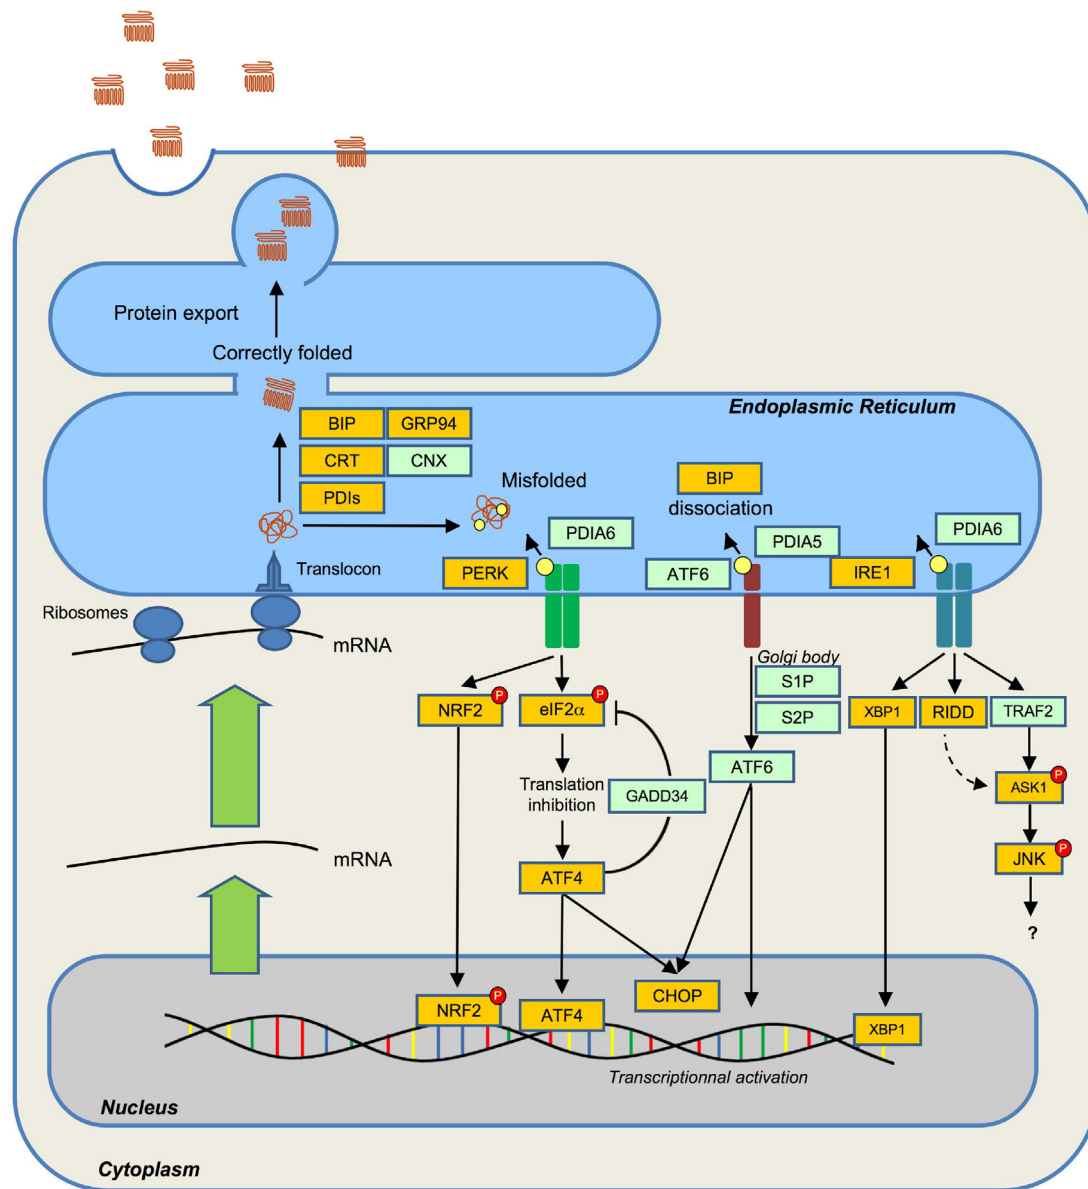 Protein export
Correctly folded
Endoplasmic Reticulum
BIP
GRP94
CRT
CNX
PDIs
Misfolded
BIP
dissociation
PDIA6
PDIA5
PDIA6
PERK
ATF6
IRE1
Translocon
Ribosomes
mRNA
Golgi body
S1P
S2P
NRF2
P
eIF2α
P
XBP1
RIDD
TRAF2
ATF6
Translation
inhibition
GADD34
ASK1
P
mRNA
ATF4
JNK
P
?
CHOP
NRF2
P
ATF4
XBP1
Transcriptionnal activation
Nucleus
Cytoplasm